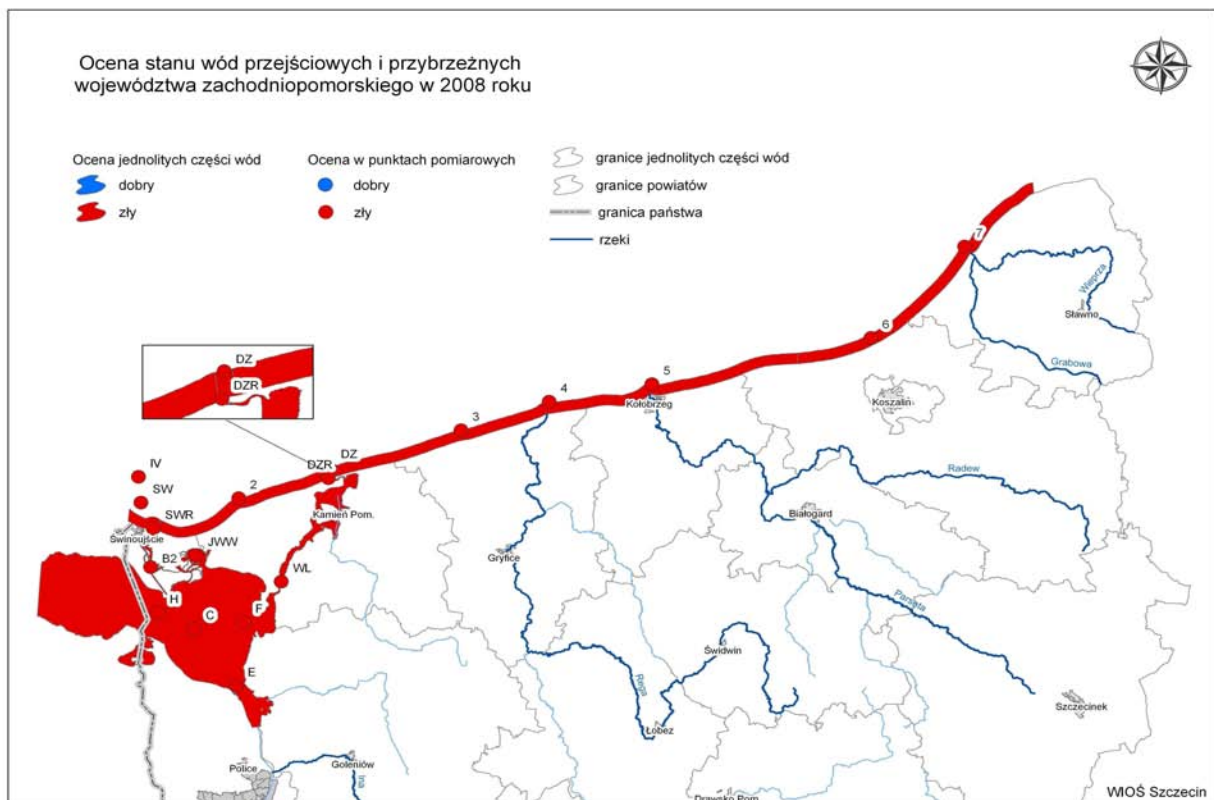 Ocena stanu wód przejściowych i przybrzeżnych
województwa zachodniopomorskiego w 2008 roku
Ocena jednolitych części wód
dobry
zły
Ocena w punktach pomiarowych
dobry
zły
granice jednolitych części wód
granice powiatów
granica państwa
rzeki
7
Wieprza
Sławno
6
Grabowa
DZ
DZR
5
Kołobrzeg
4
Koszalin
3
DZ
DZR
IV
2
SW
Radew
SWR
Kamień Pom.
Białogard
Świnoujście
JWW
B2
Gryfice
WL
H
F
C
Parsęta
Świdwin
E
Rega
Szczecinek
Łobez
Police
Goleniów
Ina
Drawsko Pom.
WIOŚ Szczecin